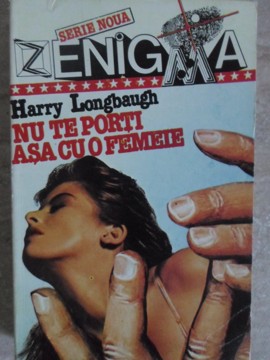 SERIE NOUA
ENIGMA
Harry Longbaugh
NU TE PORȚI
AȘA CU O FEMEIE